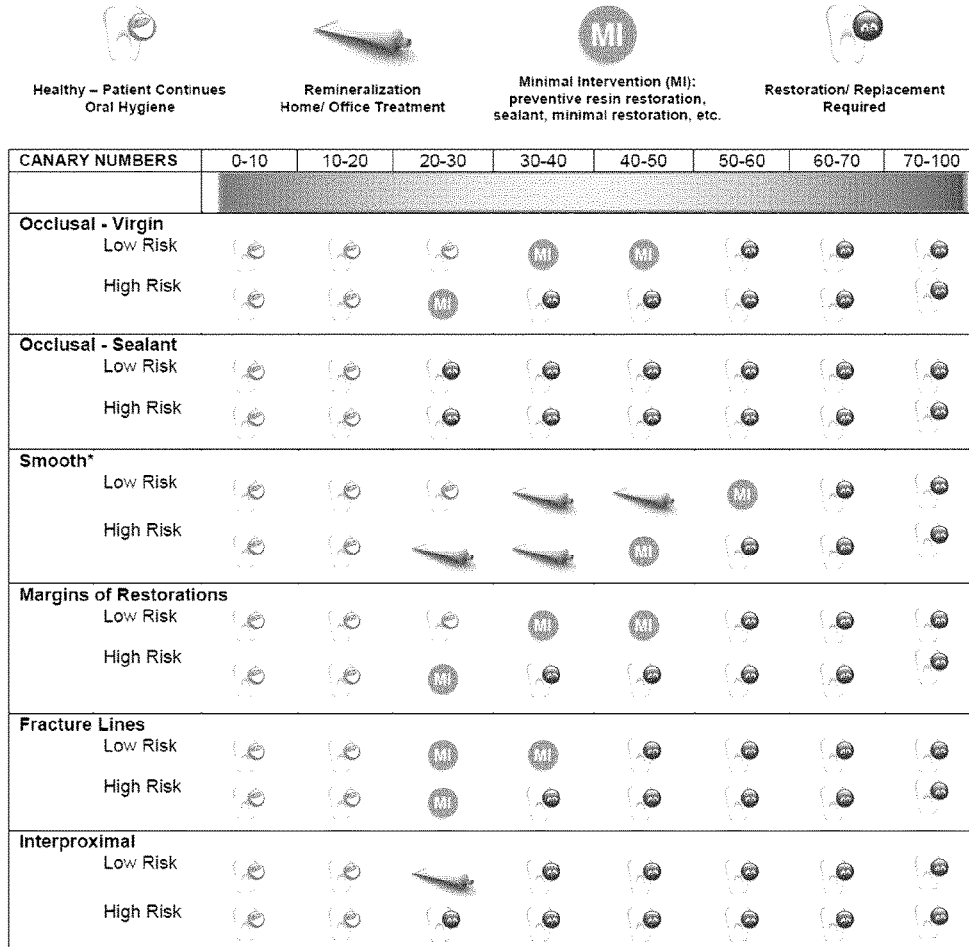 Healthy – Patient Continues
Oral Hygiene
Remineralization
Home/ Office Treatment
MI
Minimal Intervention (MI):
preventive resin restoration,
sealant, minimal restoration, etc.
Restoration/ Replacement
Required
CANARY NUMBERS 0-10 10-20 20-30 30-40 40-50 50-60 60-70 70-100
Occlusal - Virgin
Low Risk MI MI
High Risk MI
Occlusal - Sealant
Low Risk
High Risk
Smooth*
Low Risk MI
High Risk MI
Margins of Restorations
Low Risk MI MI
High Risk MI
Fracture Lines
Low Risk MI MI
High Risk MI
Interproximal
Low Risk
High Risk